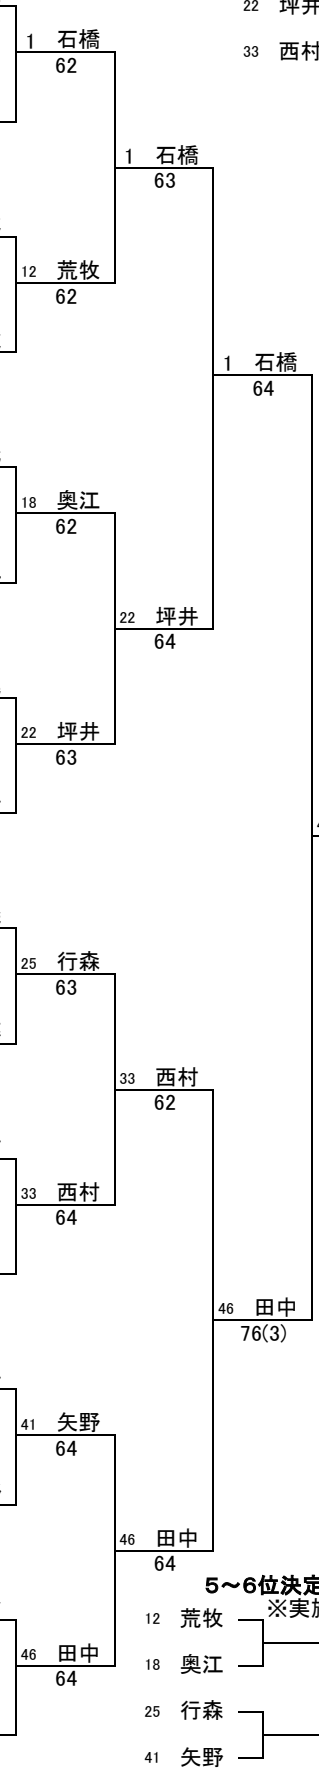 22 坪井
33 西村
1 石橋
62
1 石橋
63
12 荒牧
62
1 石橋
64
18 奥江
62
22 坪井
64
22 坪井
63
25 行森
63
33 西村
62
33 西村
64
46 田中
76(3)
41 矢野
64
46 田中
64
46 田中
64
5～6位決定
※実施
12 荒牧
18 奥江
25 行森
41 矢野